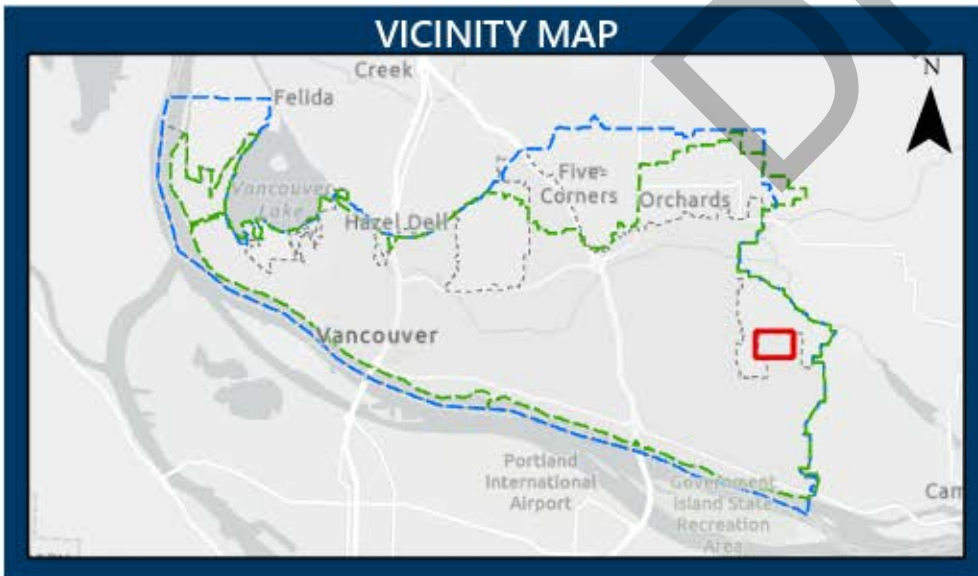 VICINITY MAP
Creek
N
Felida
Vancouver
Lake
Five
Corners
Orchards
Hazel Dell
Vancouver
Portland
International
Airport
Government
Island State
Recreation
Area